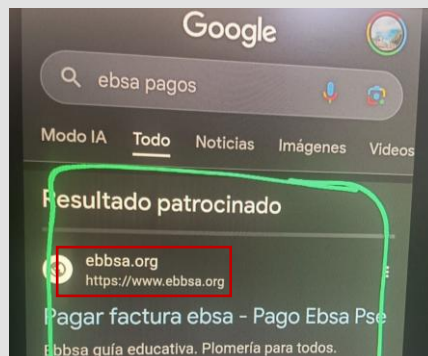 Google
ebsa pagos
Modo IA Todo Noticias Imágenes Videos
Resultado patrocinado
ebbsa.org
https://www.ebbsa.org
Pagar factura ebsa - Pago Ebsa Pse
Ebbsa guía educativa. Plomería para todos.